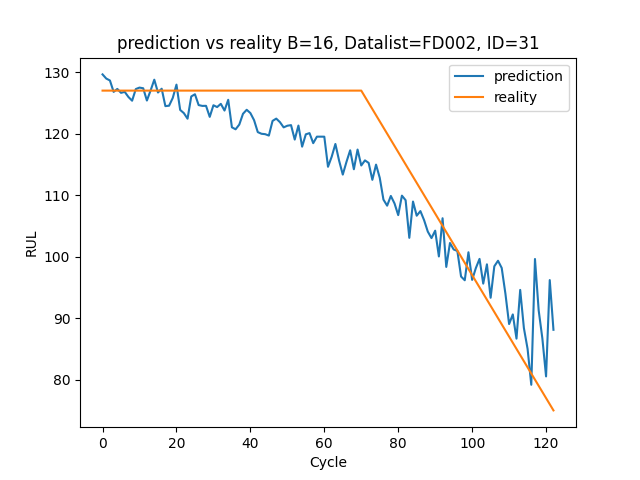 prediction vs reality B=16, Datalist=FD002, ID=31
prediction
reality
RUL
130
120
110
100
90
80
0 20 40 60 80 100 120
Cycle